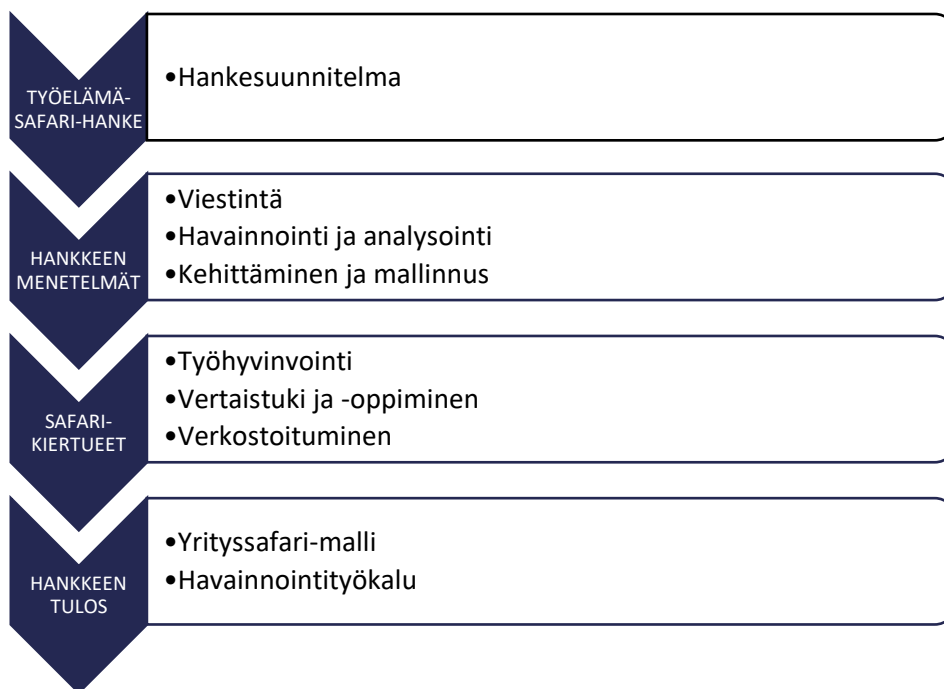 TYÖELÄMÄ-
SAFARI-HANKE
•Hankesuunnitelma
HANKKEEN
MENETELMÄT
•Viestintä
•Havainnointi ja analysointi
•Kehittäminen ja mallinnus
SAFARI-
KIERTUEET
•Työhyvinvointi
•Vertaistuki ja -oppiminen
•Verkostoituminen
HANKKEEN
TULOS
•Yrityssafari-malli
•Havainnointityökalu